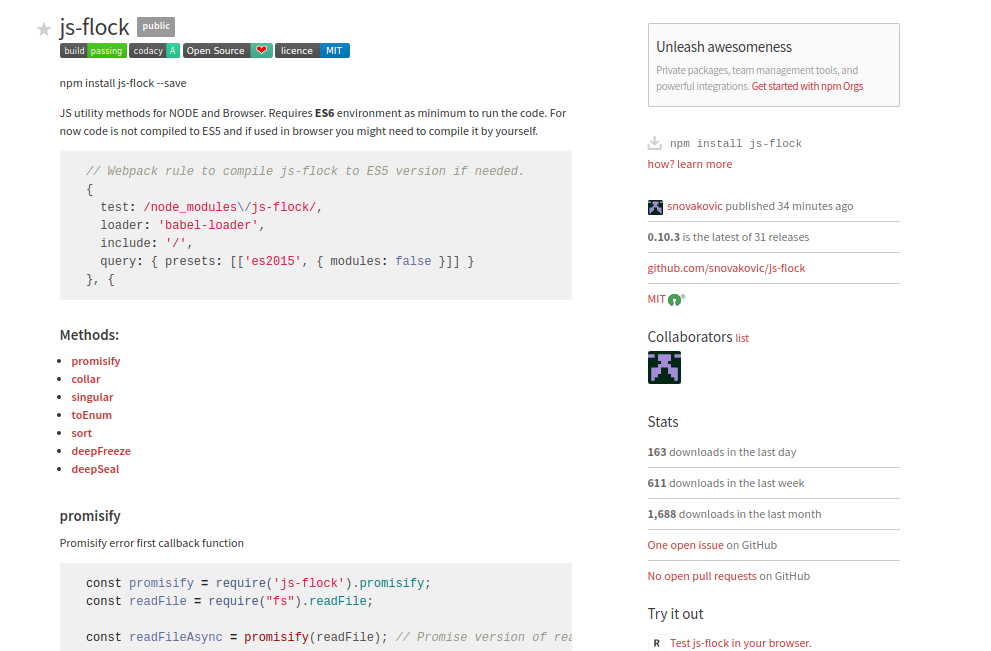 js-flock public
build passing codacy A Open Source licence MIT
npm install js-flock --save
JS utility methods for NODE and Browser. Requires ES6 environment as minimum to run the code. For
now code is not compiled to ES5 and if used in browser you might need to compile it by yourself.
// Webpack rule to compile js-flock to ES5 version if needed.
{
  test: /node_modules\/js-flock/,
  loader: 'babel-loader',
  include: '/',
  query: { presets: [['es2015', { modules: false }]] }
}, {
Methods:
promisify
collar
singular
toEnum
sort
deepFreeze
deepSeal
promisify
Promisify error first callback function
const promisify = require('js-flock').promisify;
const readFile = require("fs").readFile;
const readFileAsync = promisify(readFile); // Promise version of rea
Unleash awesomeness
Private packages, team management tools, and
powerful integrations. Get started with npm Orgs
npm install js-flock
how? learn more
snovakovic published 34 minutes ago
0.10.3 is the latest of 31 releases
github.com/snovakovic/js-flock
MIT
Collaborators list
Stats
163 downloads in the last day
611 downloads in the last week
1,688 downloads in the last month
One open issue on GitHub
No open pull requests on GitHub
Try it out
R Test js-flock in your browser.